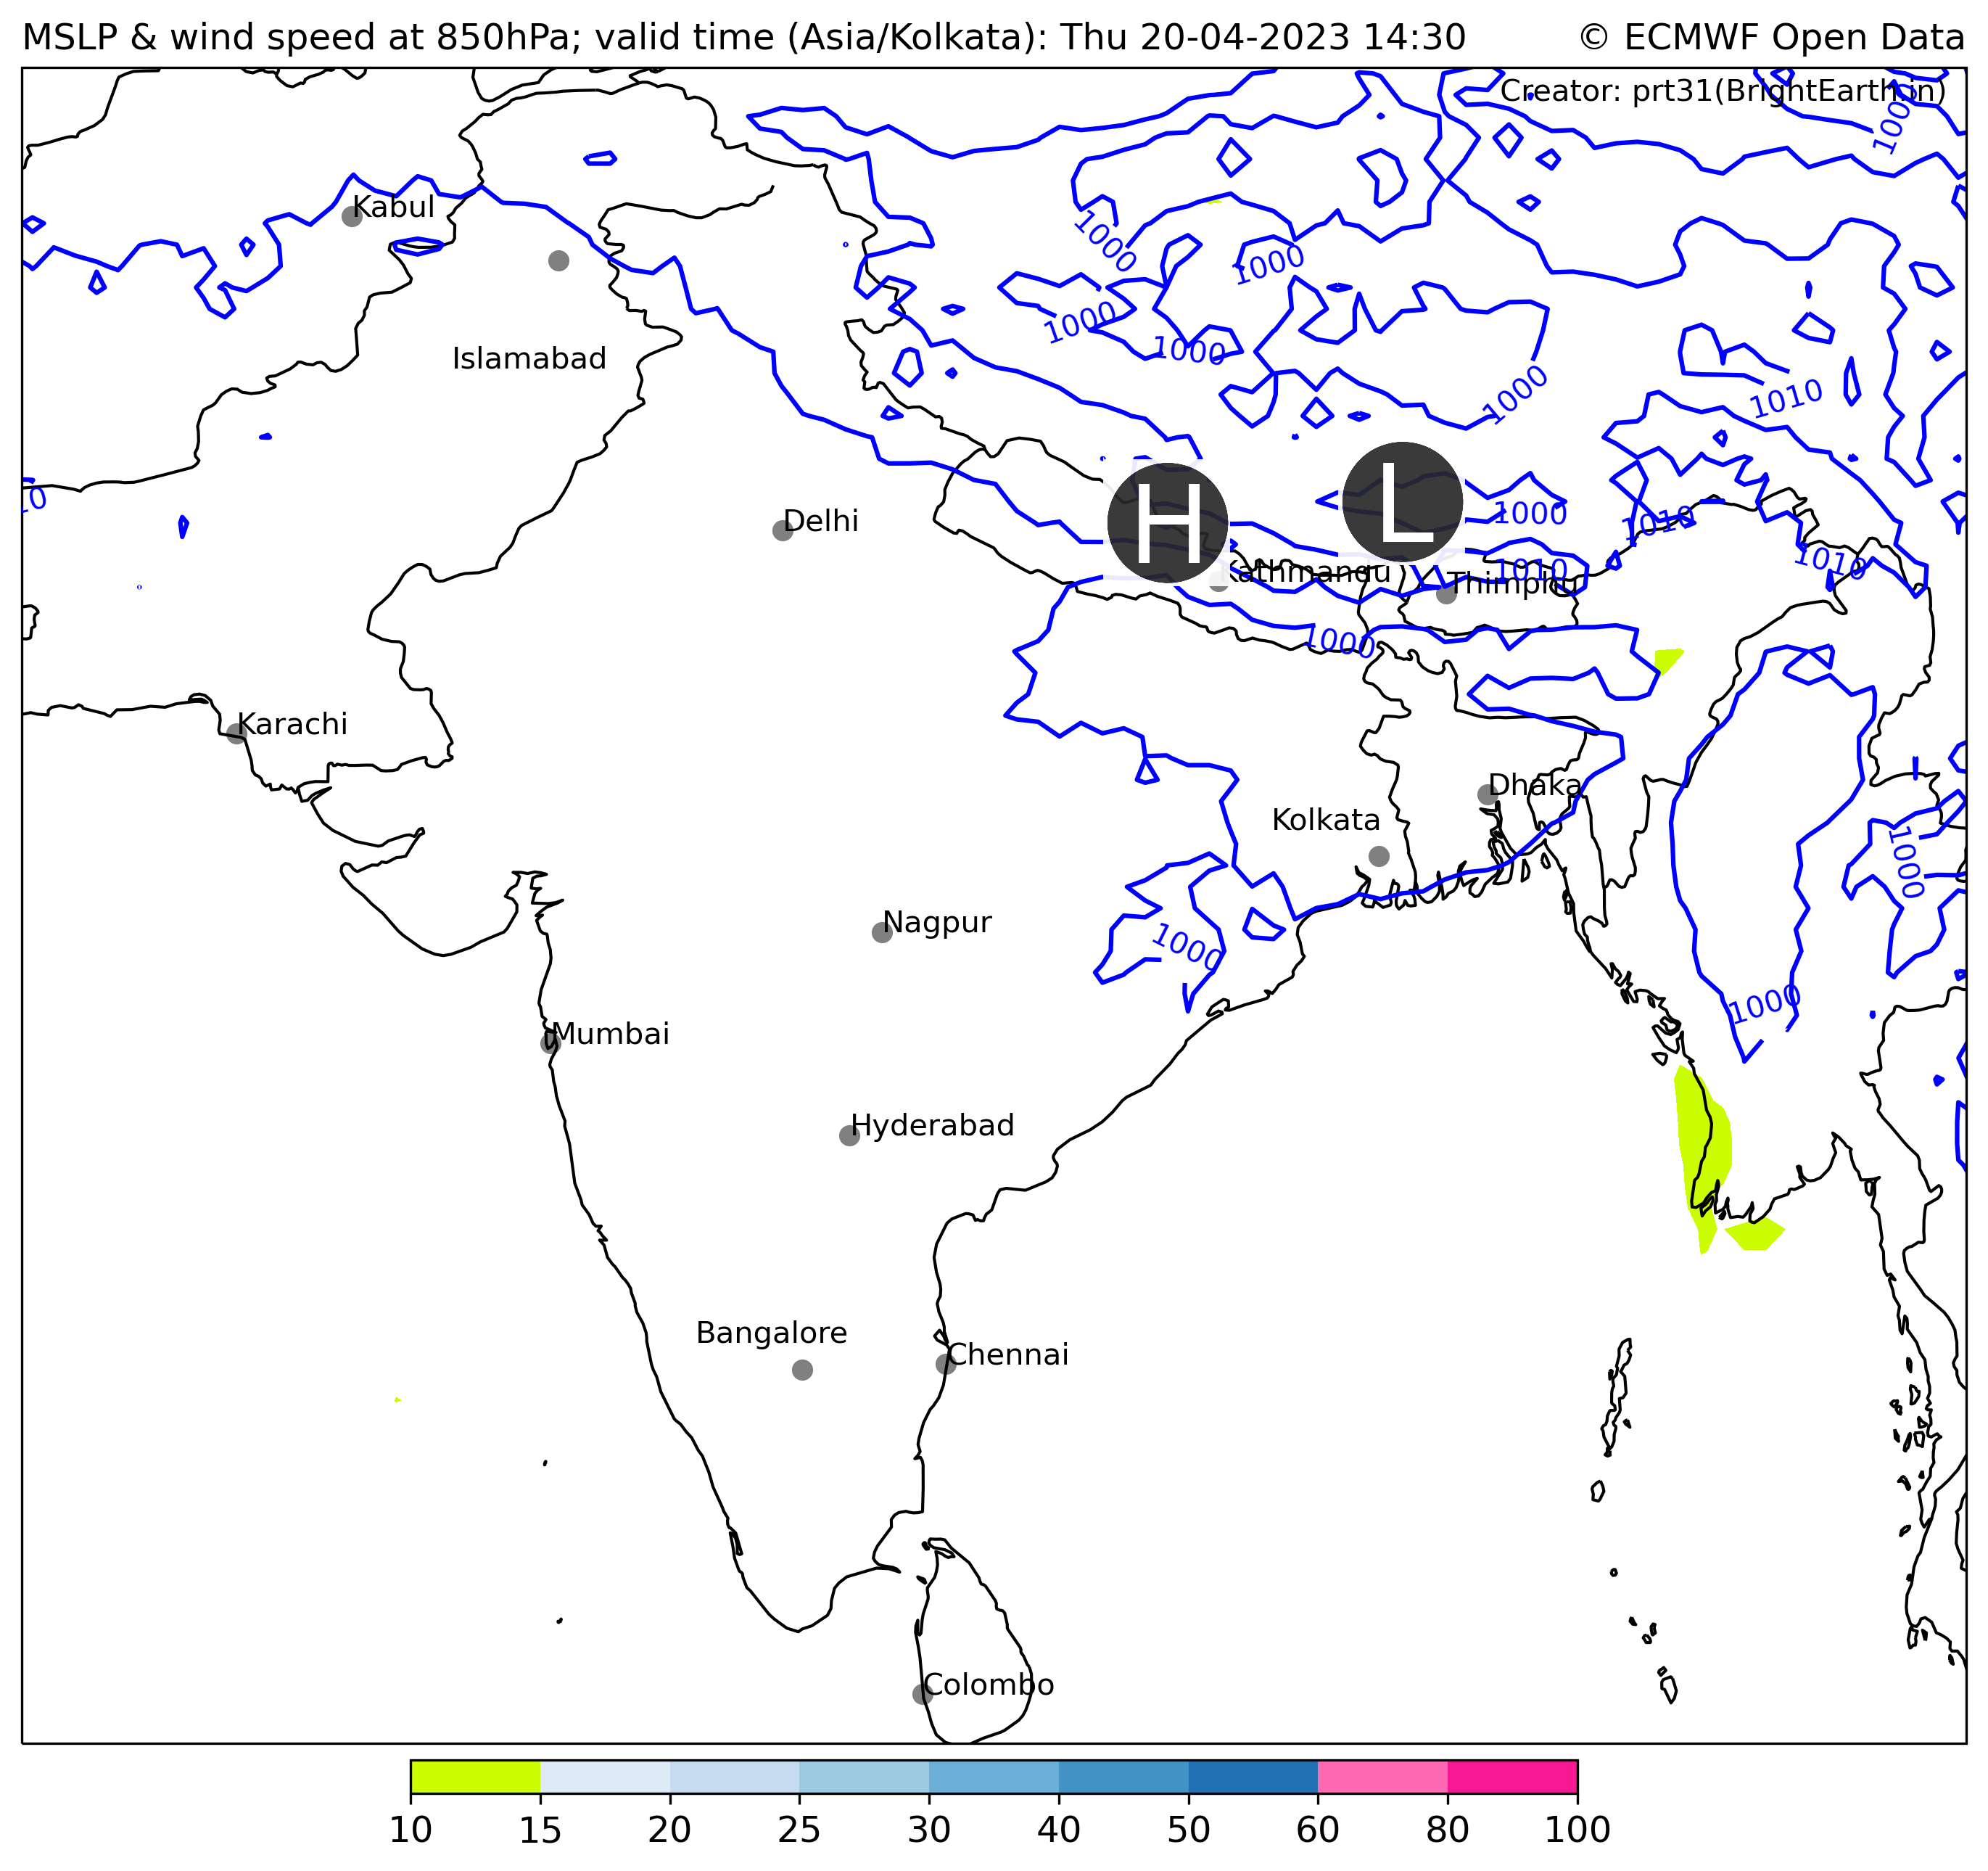 MSLP & wind speed at 850hPa; valid time (Asia/Kolkata): Thu 20-04-2023 14:30 © ECMWF Open Data
Creator: prt31(BrightEarth.in)
1000
Kabul
1000
1000
1000
Islamabad
1000
1000
1010
10
H
L
Delhi
1000
1010
1010
Kathmandu
1010
Thimphu
1000
Karachi
Dhaka
Kolkata
1000
Nagpur
1000
1000
Mumbai
Hyderabad
Bangalore
Chennai
Colombo
10 15 20 25 30 40 50 60 80 100